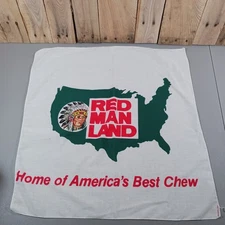 RED
MAN
LAND
Home of America's Best Chew